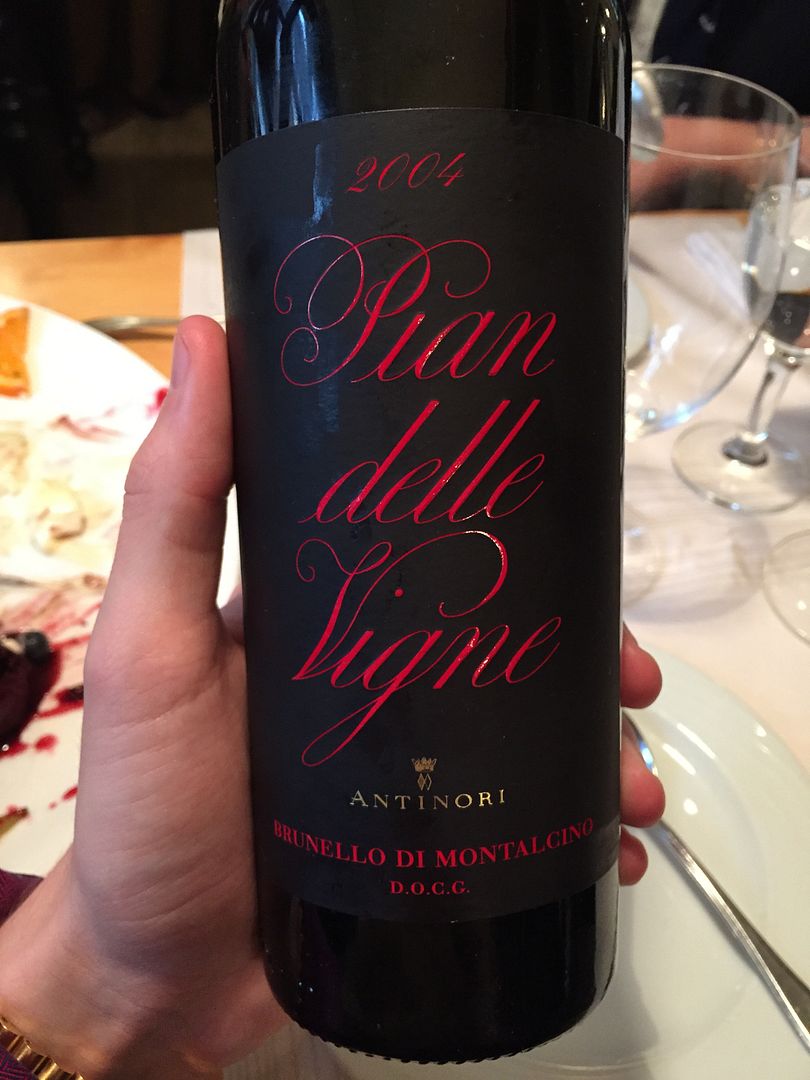 2004
Pian
delle
Vigne
ANTINORI
BRUNELLO DI MONTALCINO
D.O.C.G.